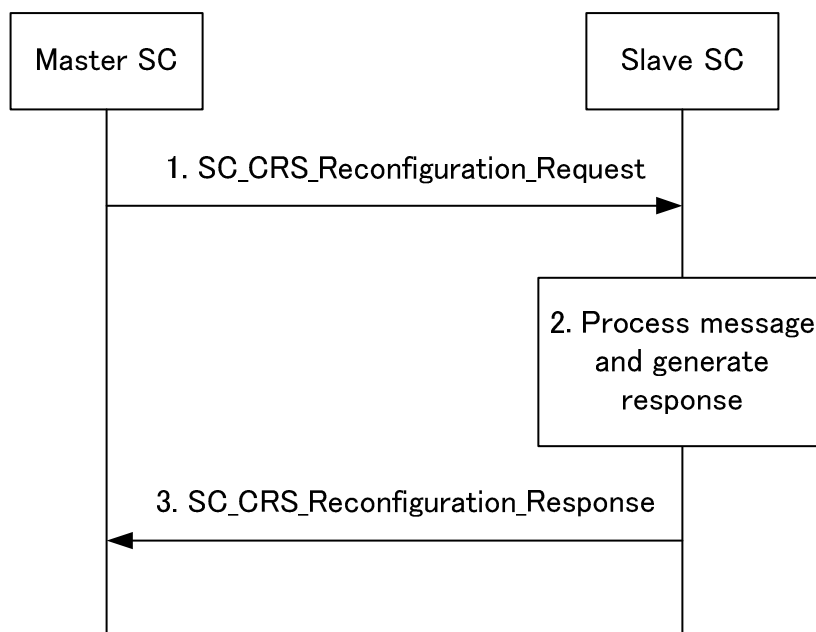 Master SC
Slave SC
1. SC_CRS_Reconfiguration_Request
2. Process message
and generate
response
3. SC_CRS_Reconfiguration_Response